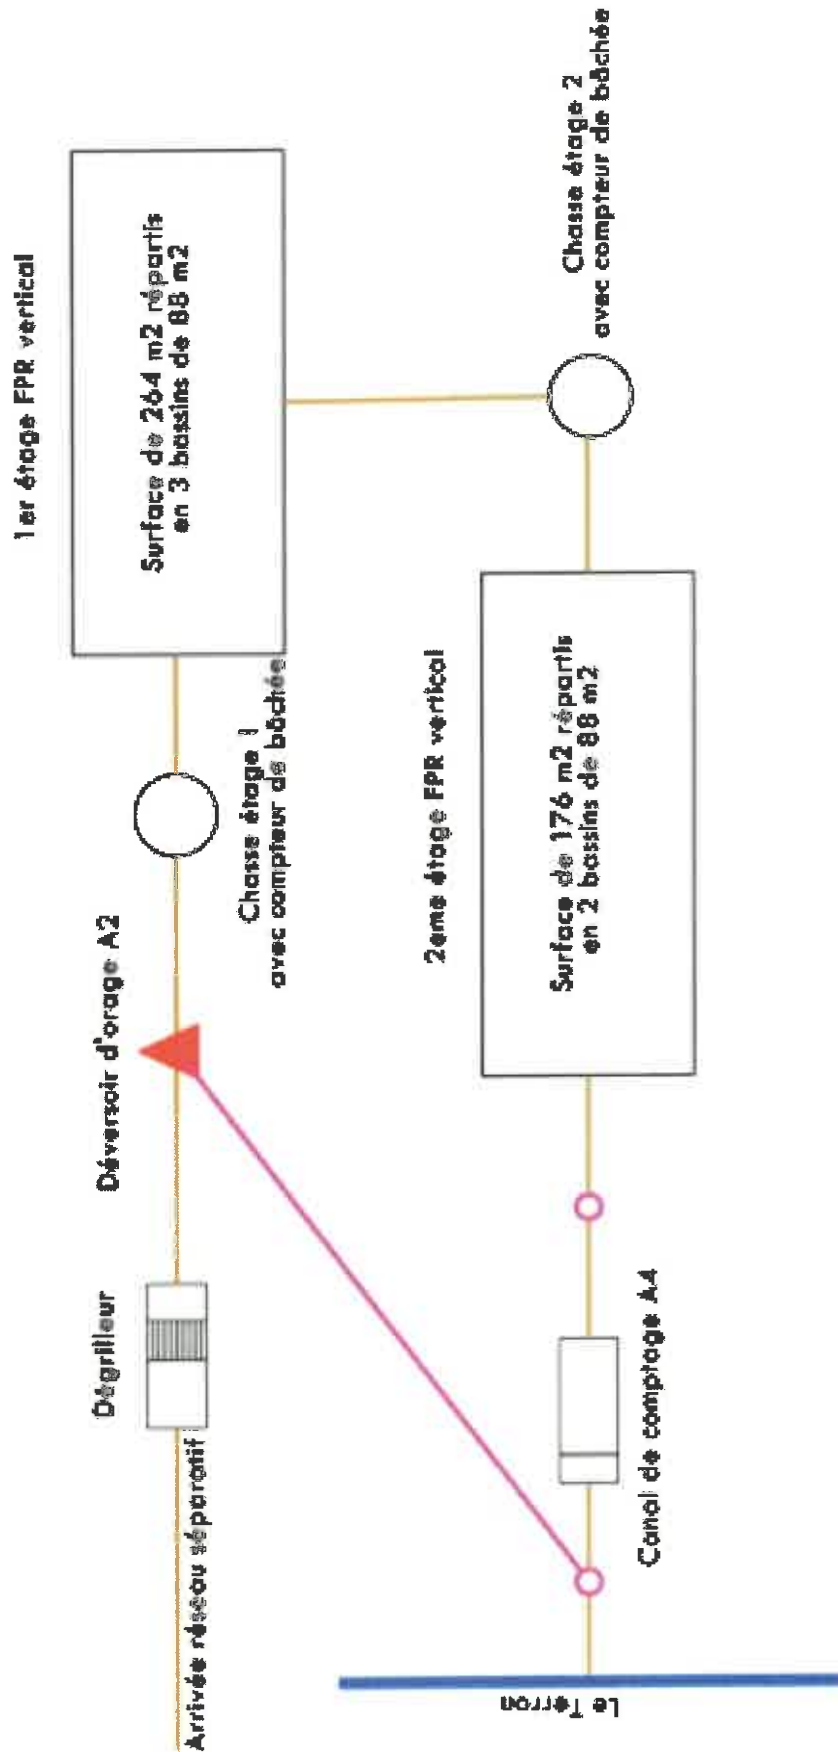 1er étage FPR vertical
Surface de 264 m2 répartis
en 3 bassins de 88 m2
Chasse étage 1
avec compteur de bâchée
Déversoir d'orage A2
Dégrilleur
Arrivée réseau séparatif
Chasse étage 2
avec compteur de bâchée
2eme étage FPR vertical
Surface de 176 m2 répartis
en 2 bassins de 88 m2
Canal de comptage A4
Le Terron